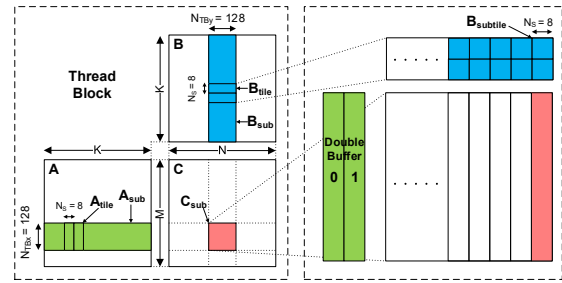 N_TBy = 128
B
Thread
Block
K
N_S = 8
B_tile
B_sub
K
N
A
N_S = 8
A_tile
A_sub
N_TBx = 128
M
C
C_sub
B_subtile
N_S = 8
. . . . .
Double
Buffer
0 1
. . . . .